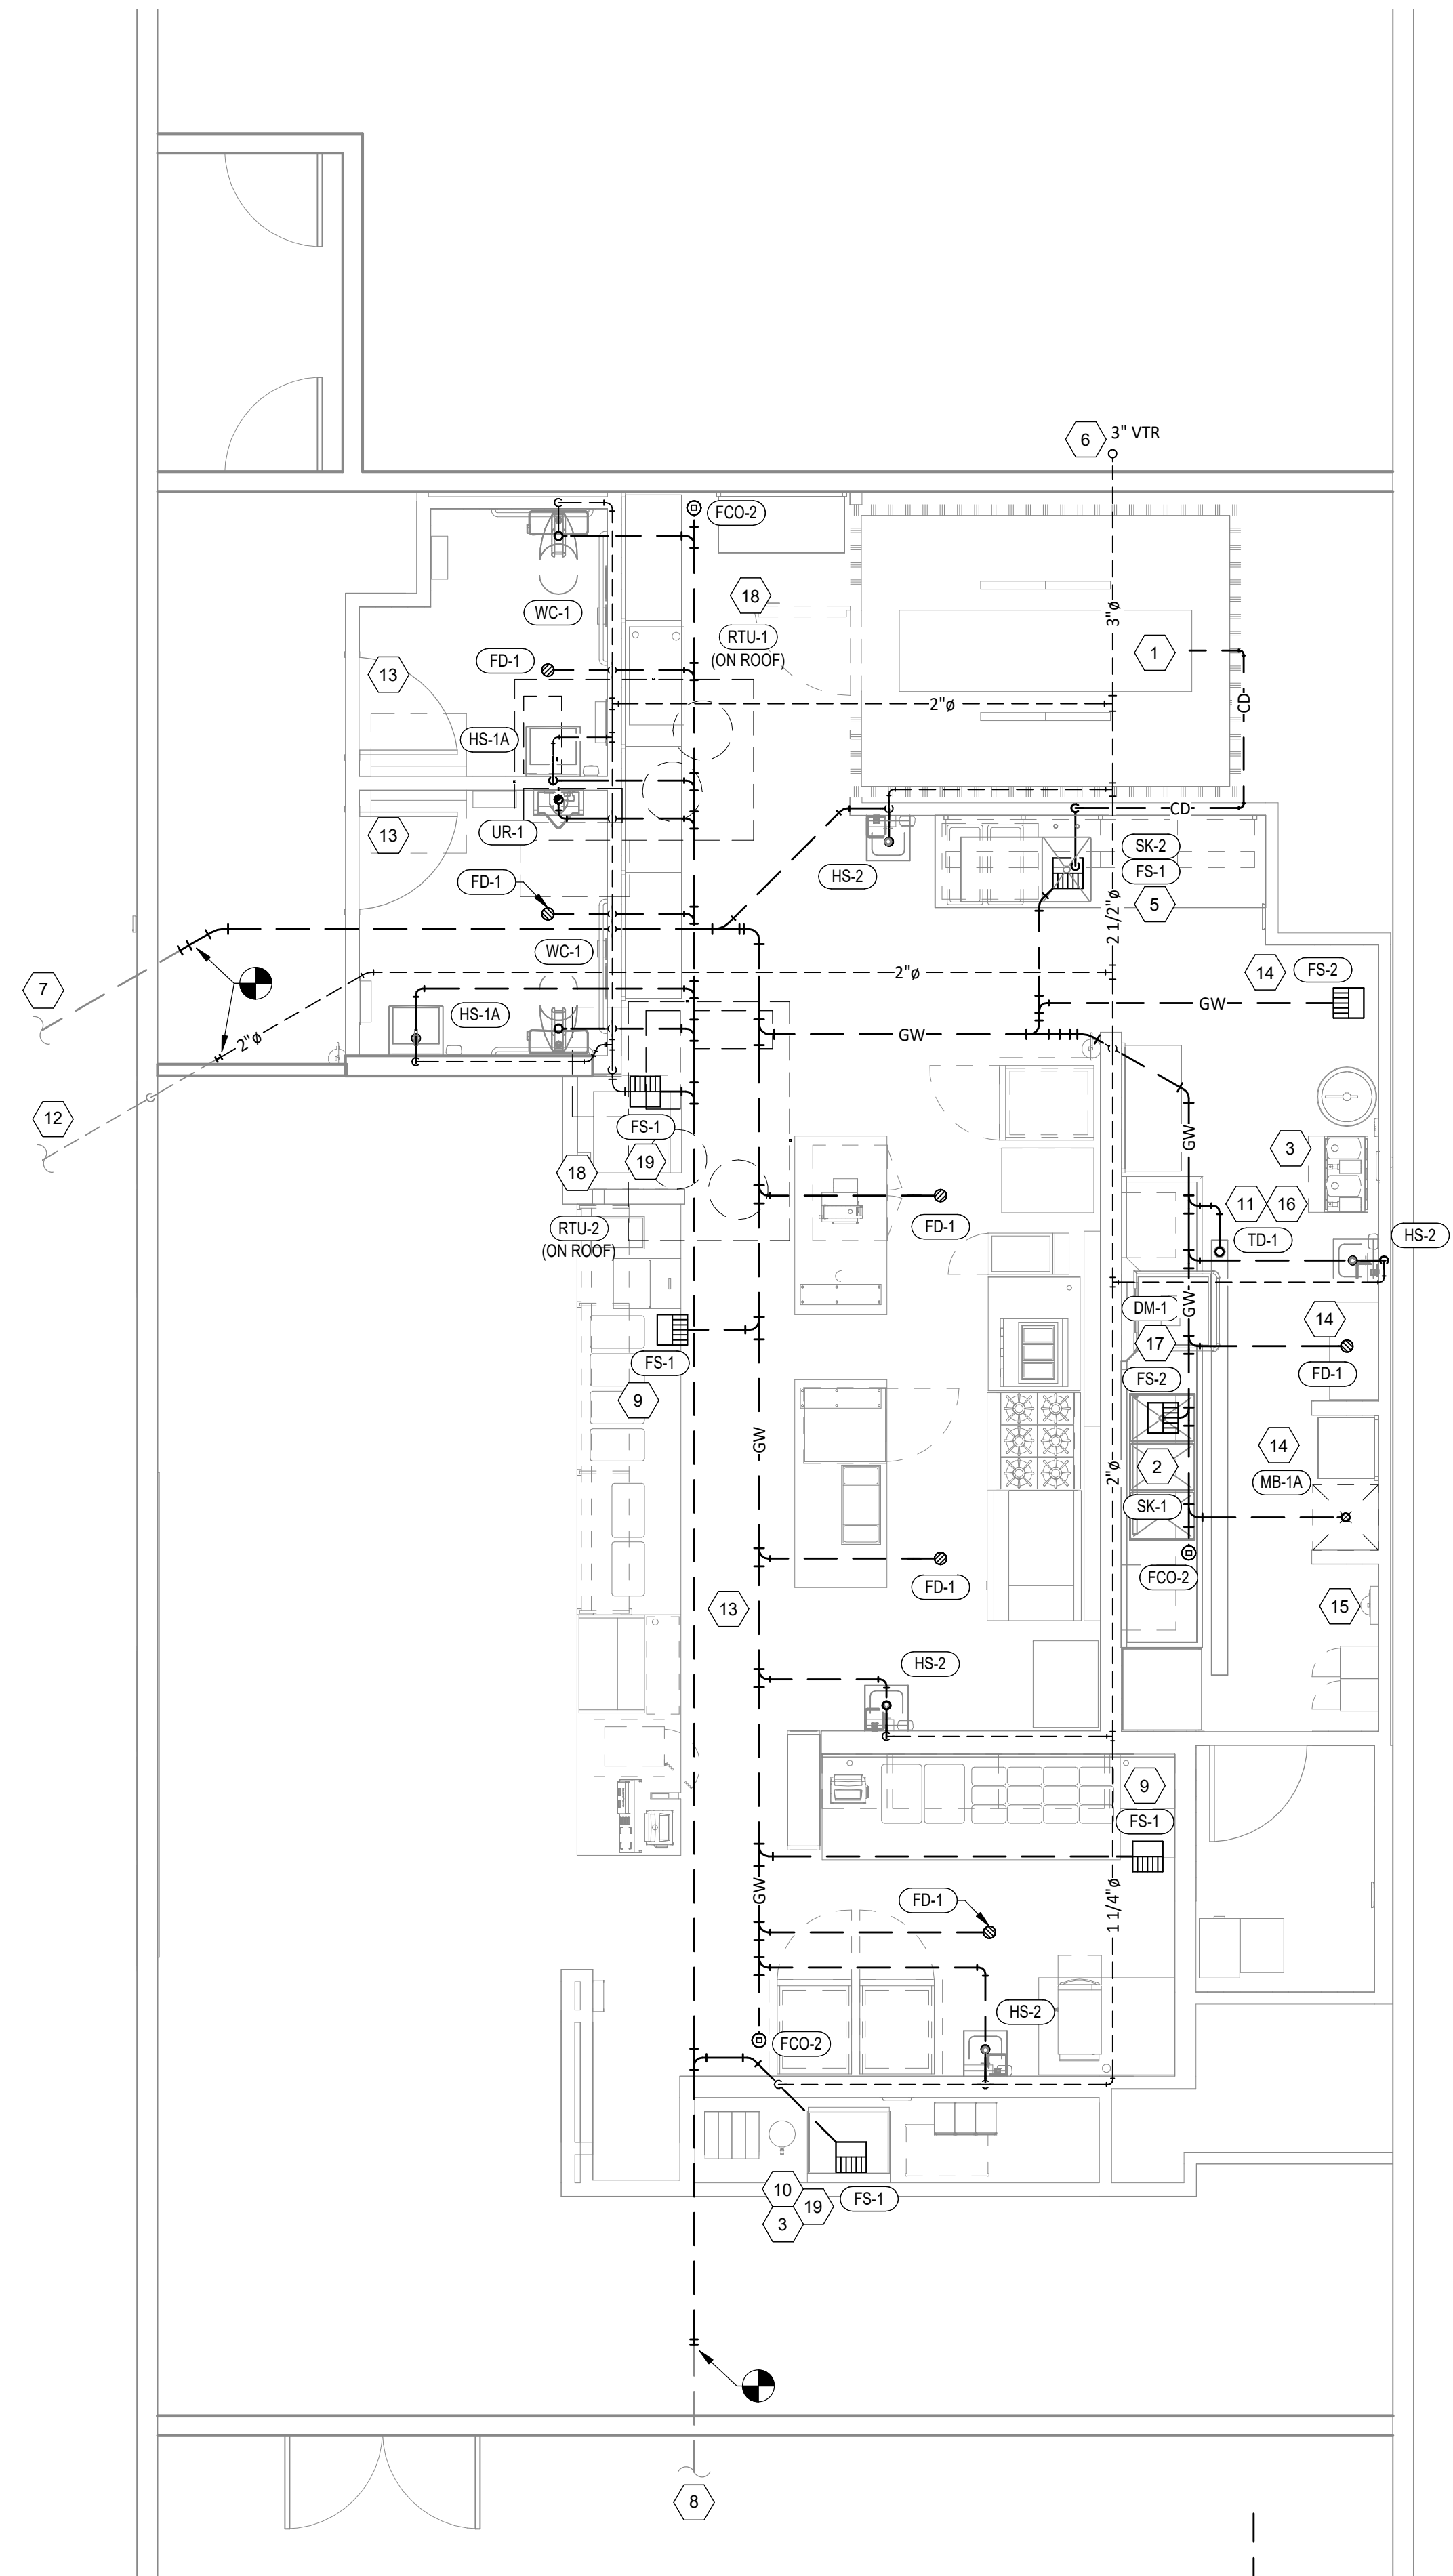 6
3" VTR
FCO-2
18
WC-1
RTU-1
(ON ROOF)
3"ø
1
FD-1
13
CD
2"ø
HS-1A
CD
UR-1
13
SK-2
HS-2
FS-1
FD-1
5
2 1/2"ø
WC-1
14
FS-2
2"ø
7
GW
HS-1A
GW
2"ø
12
FS-1
GW
3
19
18
11
16
RTU-2
(ON ROOF)
FD-1
TD-1
HS-2
GW
DM-1
14
17
FS-1
FS-2
FD-1
9
GW
14
2
2"ø
MB-1A
SK-1
FD-1
FCO-2
13
15
HS-2
9
FS-1
GW
FD-1
1 1/4"ø
HS-2
FCO-2
10
19
FS-1
3
8